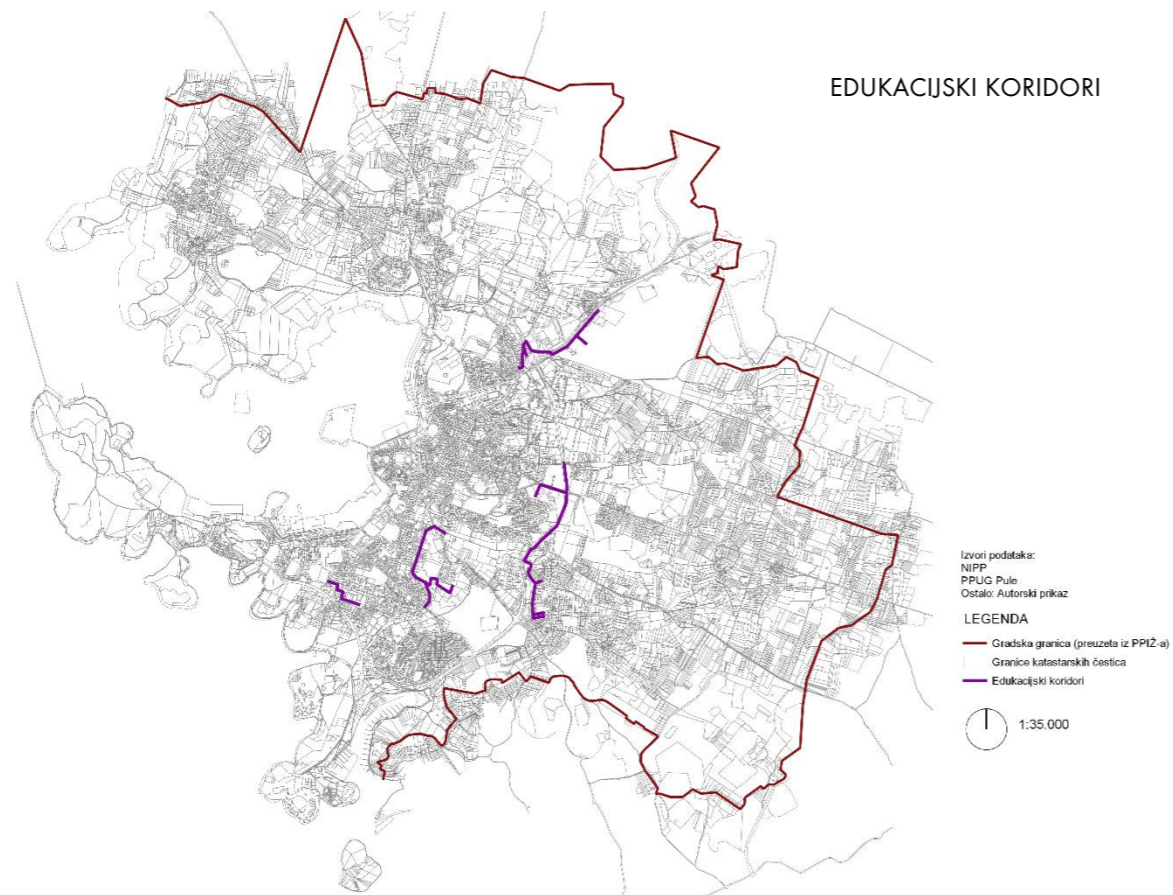 EDUKACIJSKI KORIDORI
Izvori podataka:
NIPP
PPUG Pule
Ostalo: Autorski prikaz
LEGENDA
Gradska granica (preuzeta iz PPIŽ-a)
Granice katastarskih čestica
Edukacijski koridori
1:35.000